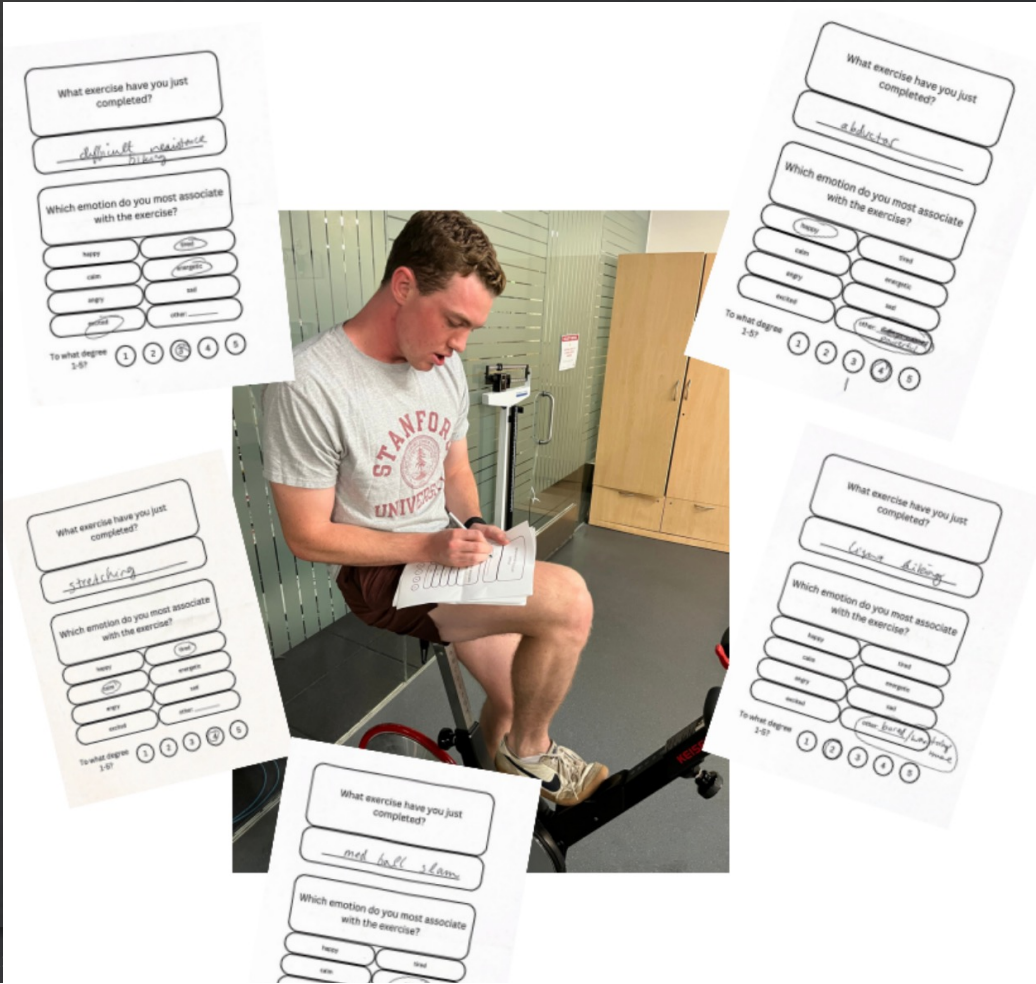 What exercise have you just
completed?
difficult resistence
biking
Which emotion do you most associate
with the exercise?
happy
tired
calm
energetic
angry
sad
excited
other:
To what degree
1-5?
1 2 3 4 5
What exercise have you just
completed?
abductor
Which emotion do you most associate
with the exercise?
happy
tired
calm
energetic
angry
sad
excited
other:
powerful
To what degree
1-5?
1 2 3 4 5
STANFORD
UNIVERSITY
What exercise have you just
completed?
stretching
Which emotion do you most associate
with the exercise?
happy
tired
calm
energetic
angry
sad
excited
other:
To what degree
1-5?
1 2 3 4 5
What exercise have you just
completed?
biking
Which emotion do you most associate
with the exercise?
happy
tired
calm
energetic
angry
sad
excited
other: bored/
To what degree
1-5?
1 2 3 4 5
KEISER
What exercise have you just
completed?
med ball slam
Which emotion do you most associate
with the exercise?
happy
tired
calm